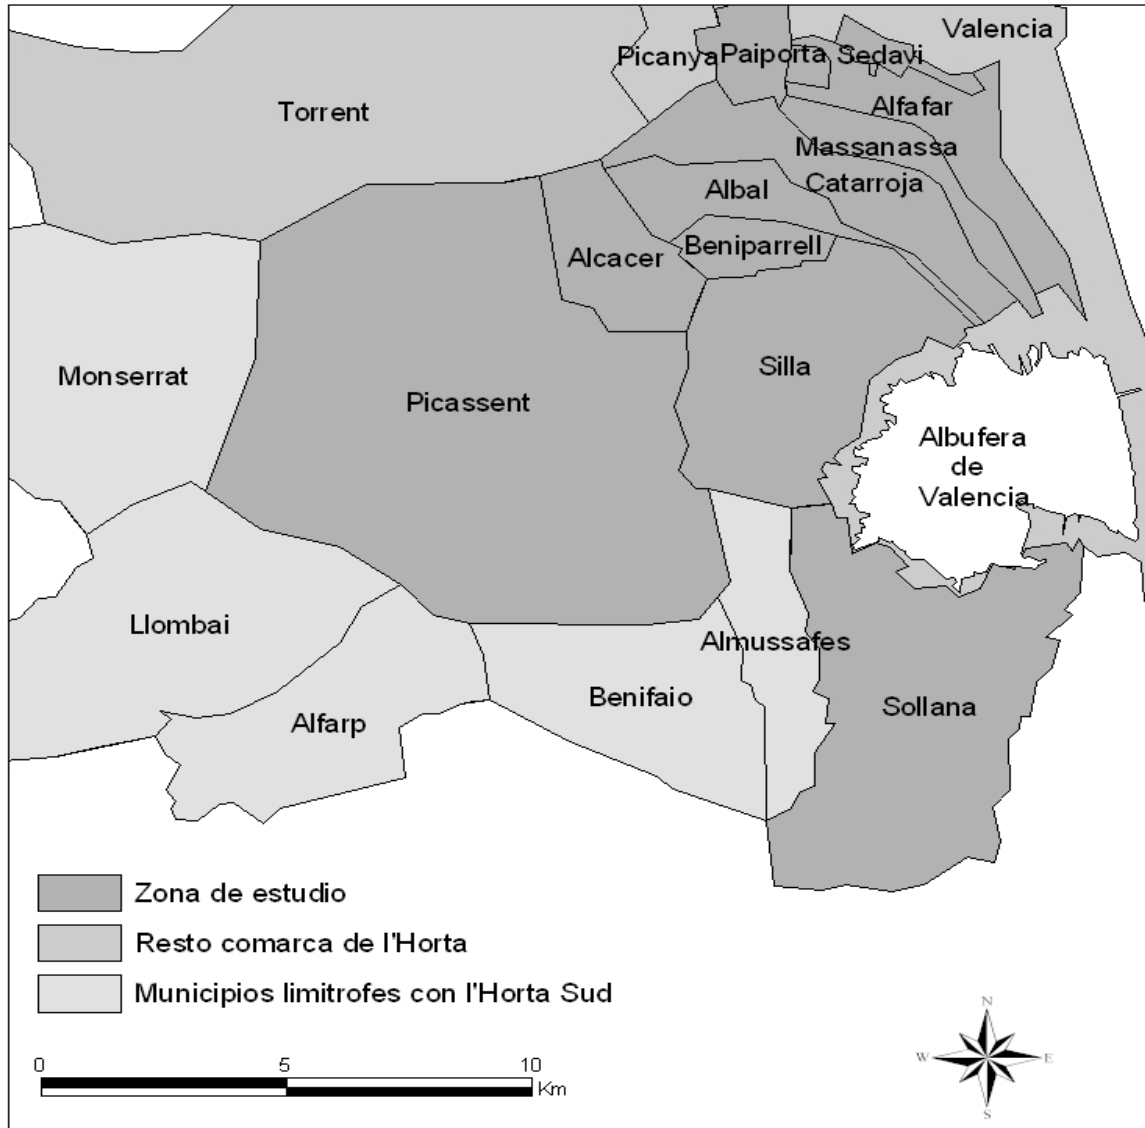 Valencia
Picanya
Paiporta
Sedavi
Torrent
Alfafar
Massanassa
Catarroja
Albal
Beniparrell
Alcacer
Silla
Monserrat
Picassent
Albufera
de
Valencia
Llombai
Almussafes
Benifaio
Alfarp
Sollana
Zona de estudio
Resto comarca de l'Horta
Municipios limitrofes con l'Horta Sud
0 5 10
Km
N
W E
S